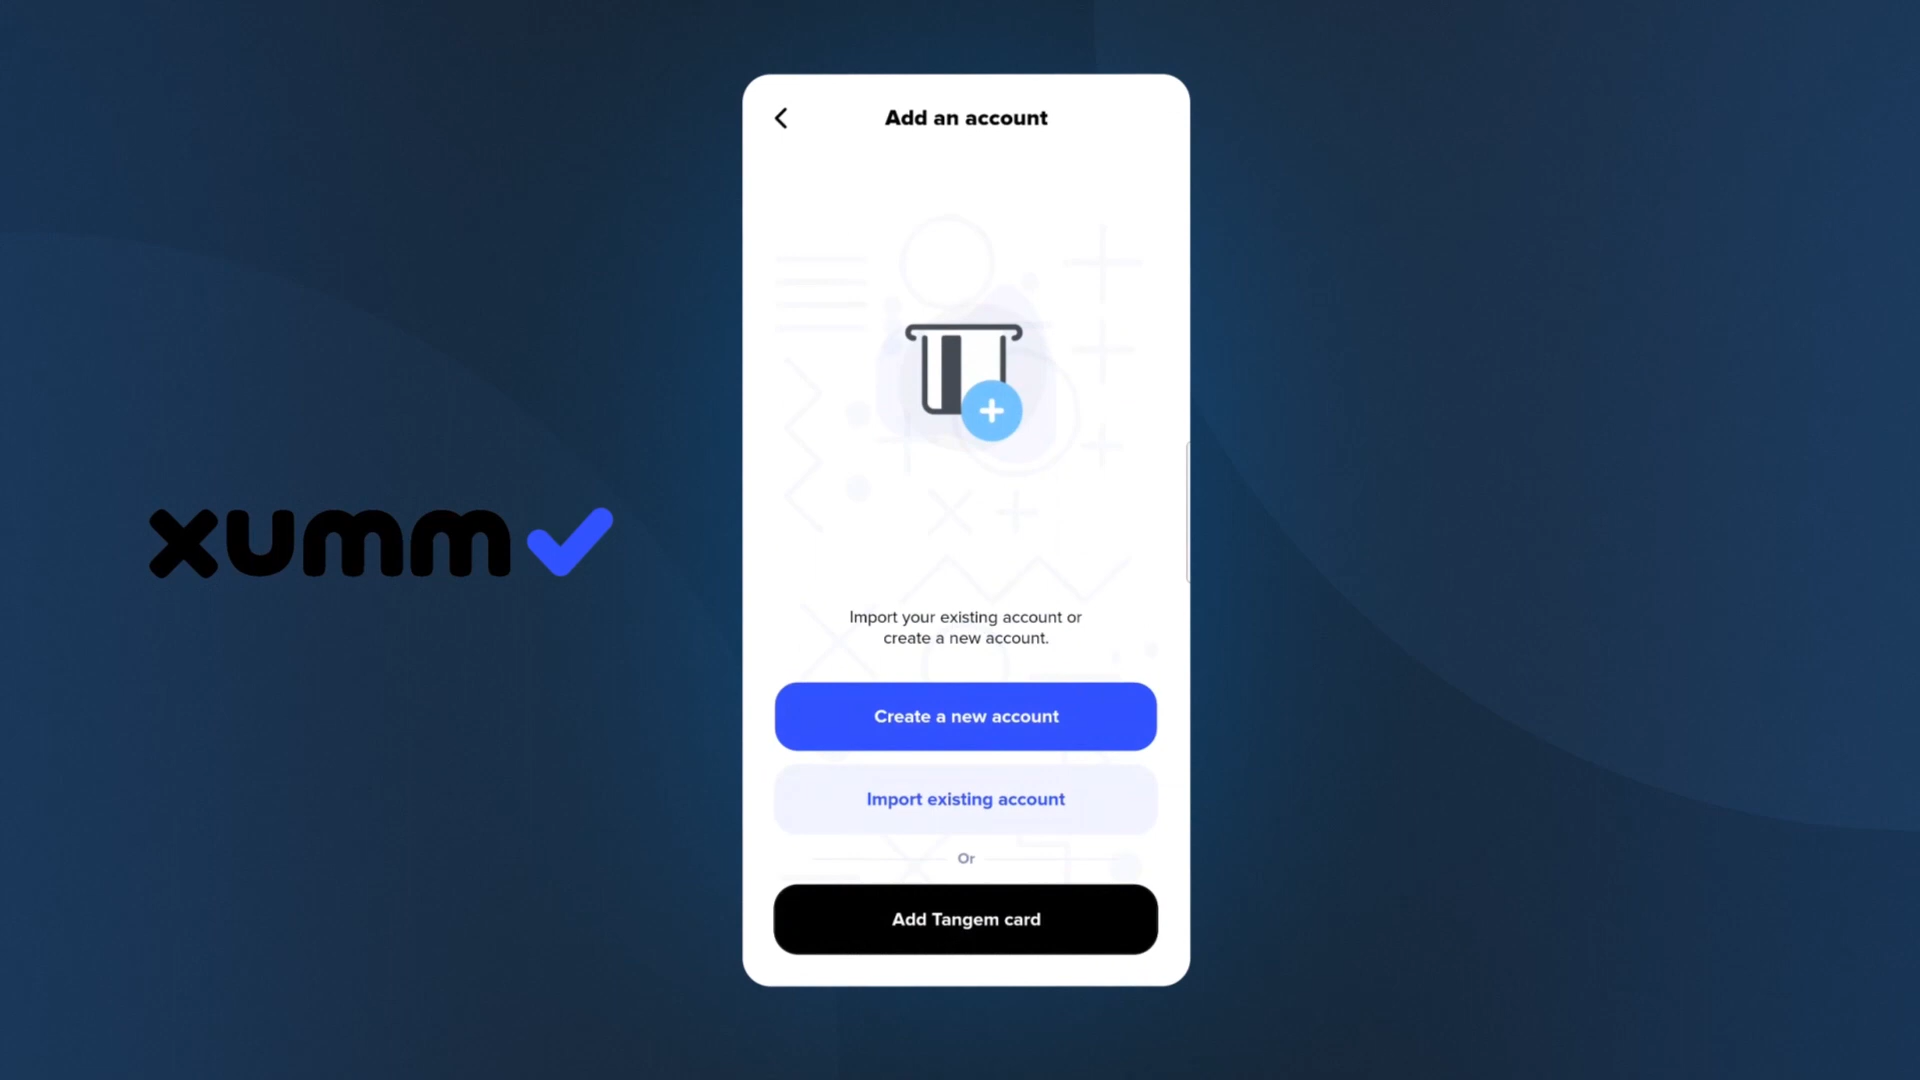 Add an account
xumm
Import your existing account or
create a new account.
Create a new account
Import existing account
Or
Add Tangem card